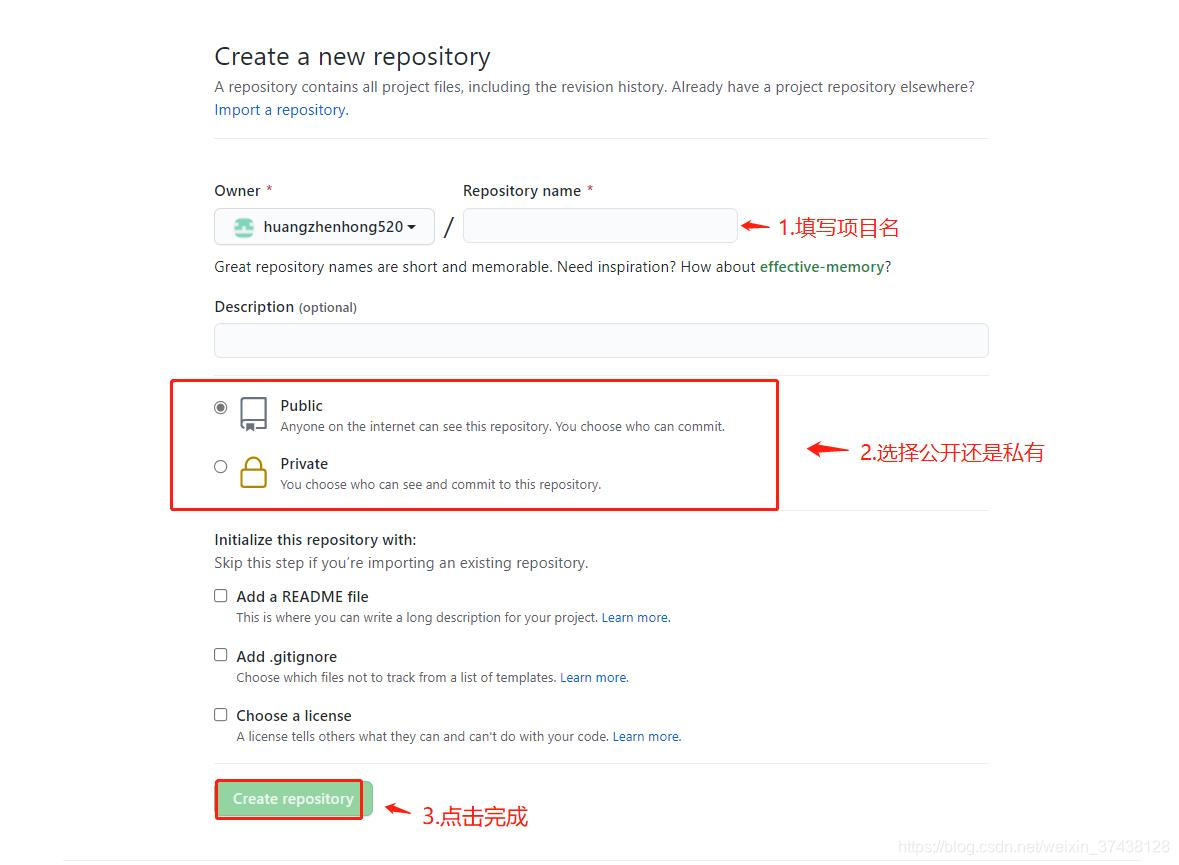 Create a new repository
A repository contains all project files, including the revision history. Already have a project repository elsewhere?
Import a repository.
Owner * Repository name *
huangzhenhong520 / 1.填写项目名
Great repository names are short and memorable. Need inspiration? How about effective-memory?
Description (optional)
Public
Anyone on the internet can see this repository. You choose who can commit.
2.选择公开还是私有
Private
You choose who can see and commit to this repository.
Initialize this repository with:
Skip this step if you’re importing an existing repository.
Add a README file
This is where you can write a long description for your project. Learn more.
Add .gitignore
Choose which files not to track from a list of templates. Learn more.
Choose a license
A license tells others what they can and can't do with your code. Learn more.
Create repository
3.点击完成
https://blog.csdn.net/weixin_37438128